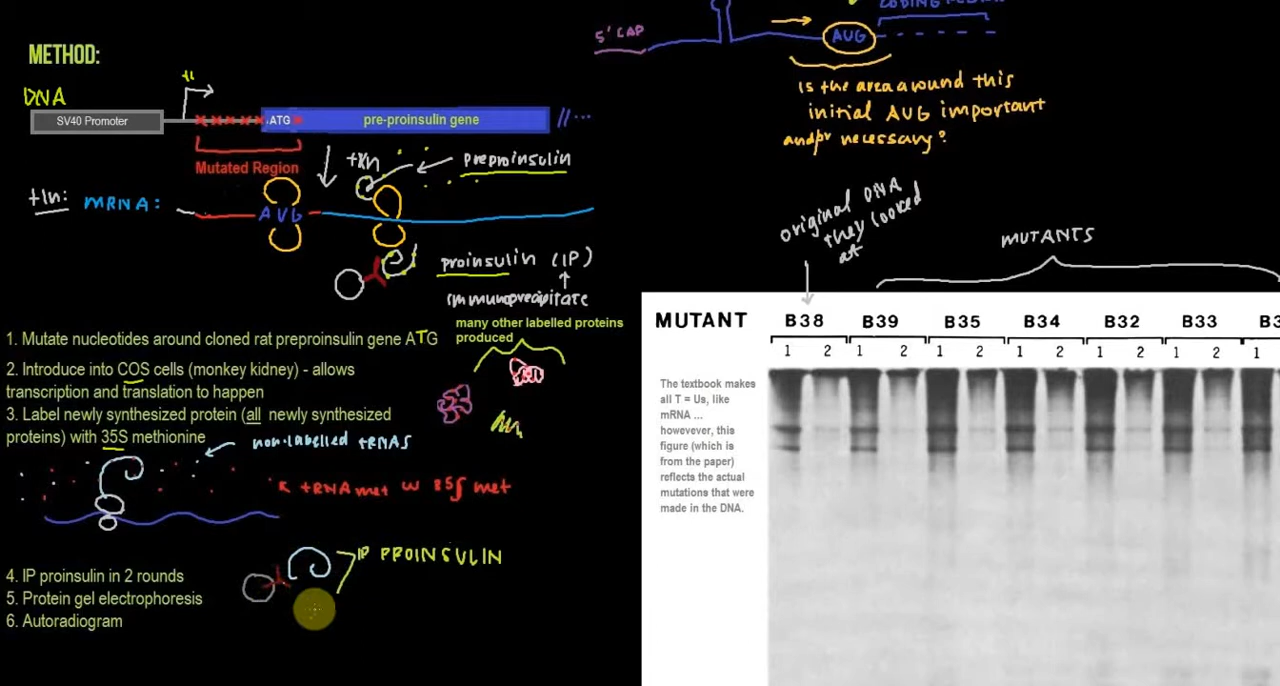 METHOD:
DNA
SV40 Promoter
ATG
pre-proinsulin gene
Mutated Region
txn
preproinsulin
tln: mRNA:
AUG
proinsulin (IP)
immunoprecipitate
many other labelled proteins
produced
1. Mutate nucleotides around cloned rat preproinsulin gene ATG
2. Introduce into COS cells (monkey kidney) - allows
transcription and translation to happen
3. Label newly synthesized protein (all newly synthesized
proteins) with 35S methionine
non-labelled tRNAs
tRNA met w 35S met
4. IP proinsulin in 2 rounds
5. Protein gel electrophoresis
6. Autoradiogram
IP PROINSULIN
5' CAP
AUG
CODING
Is the area around this
initial AUG important
and/or necessary?
original DNA
they looked
at
MUTANTS
MUTANT B38 B39 B35 B34 B32 B33
1 2 1 2 1 2 1 2 1 2 1 2 1
The textbook makes
all T = Us, like
mRNA ...
howewver, this
figure (which is
from the paper)
reflects the actual
mutations that were
made in the DNA.